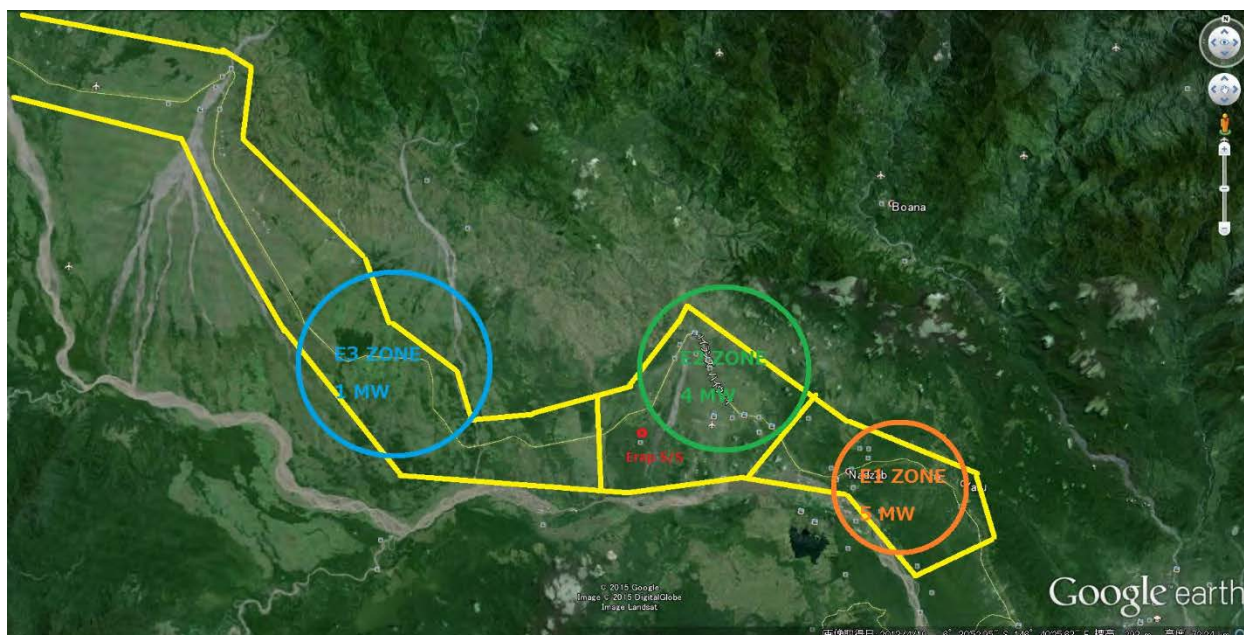 N
Boana
E3 ZONE
1 MW
E2 ZONE
4 MW
Erap S/S
Nadzab
E1 ZONE
5 MW
© 2015 Google
Image © 2015 DigitalGlobe
Image Landsat
Google earth